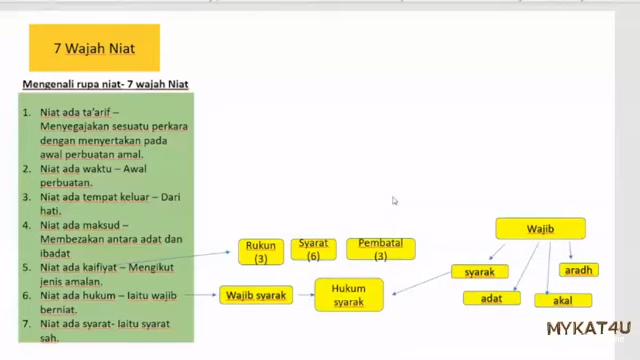 7 Wajah Niat
Mengenali rupa niat- 7 wajah Niat
1. Niat ada ta'arif –
Menyegajakan sesuatu perkara
dengan menyertakan pada
awal perbuatan amal.
2. Niat ada waktu – Awal
perbuatan.
3. Niat ada tempat keluar – Dari
hati.
4. Niat ada maksud –
Membezakan antara adat dan
ibadat
5. Niat ada kaifiyat – Mengikut
jenis amalan.
6. Niat ada hukum – Iaitu wajib
berniat.
7. Niat ada syarat- Iaitu syarat
sah.
Rukun
(3)
Syarat
(6)
Pembatal
(3)
Wajib syarak
Hukum
syarak
Wajib
syarak
adat
akal
aradh
MYKAT4U